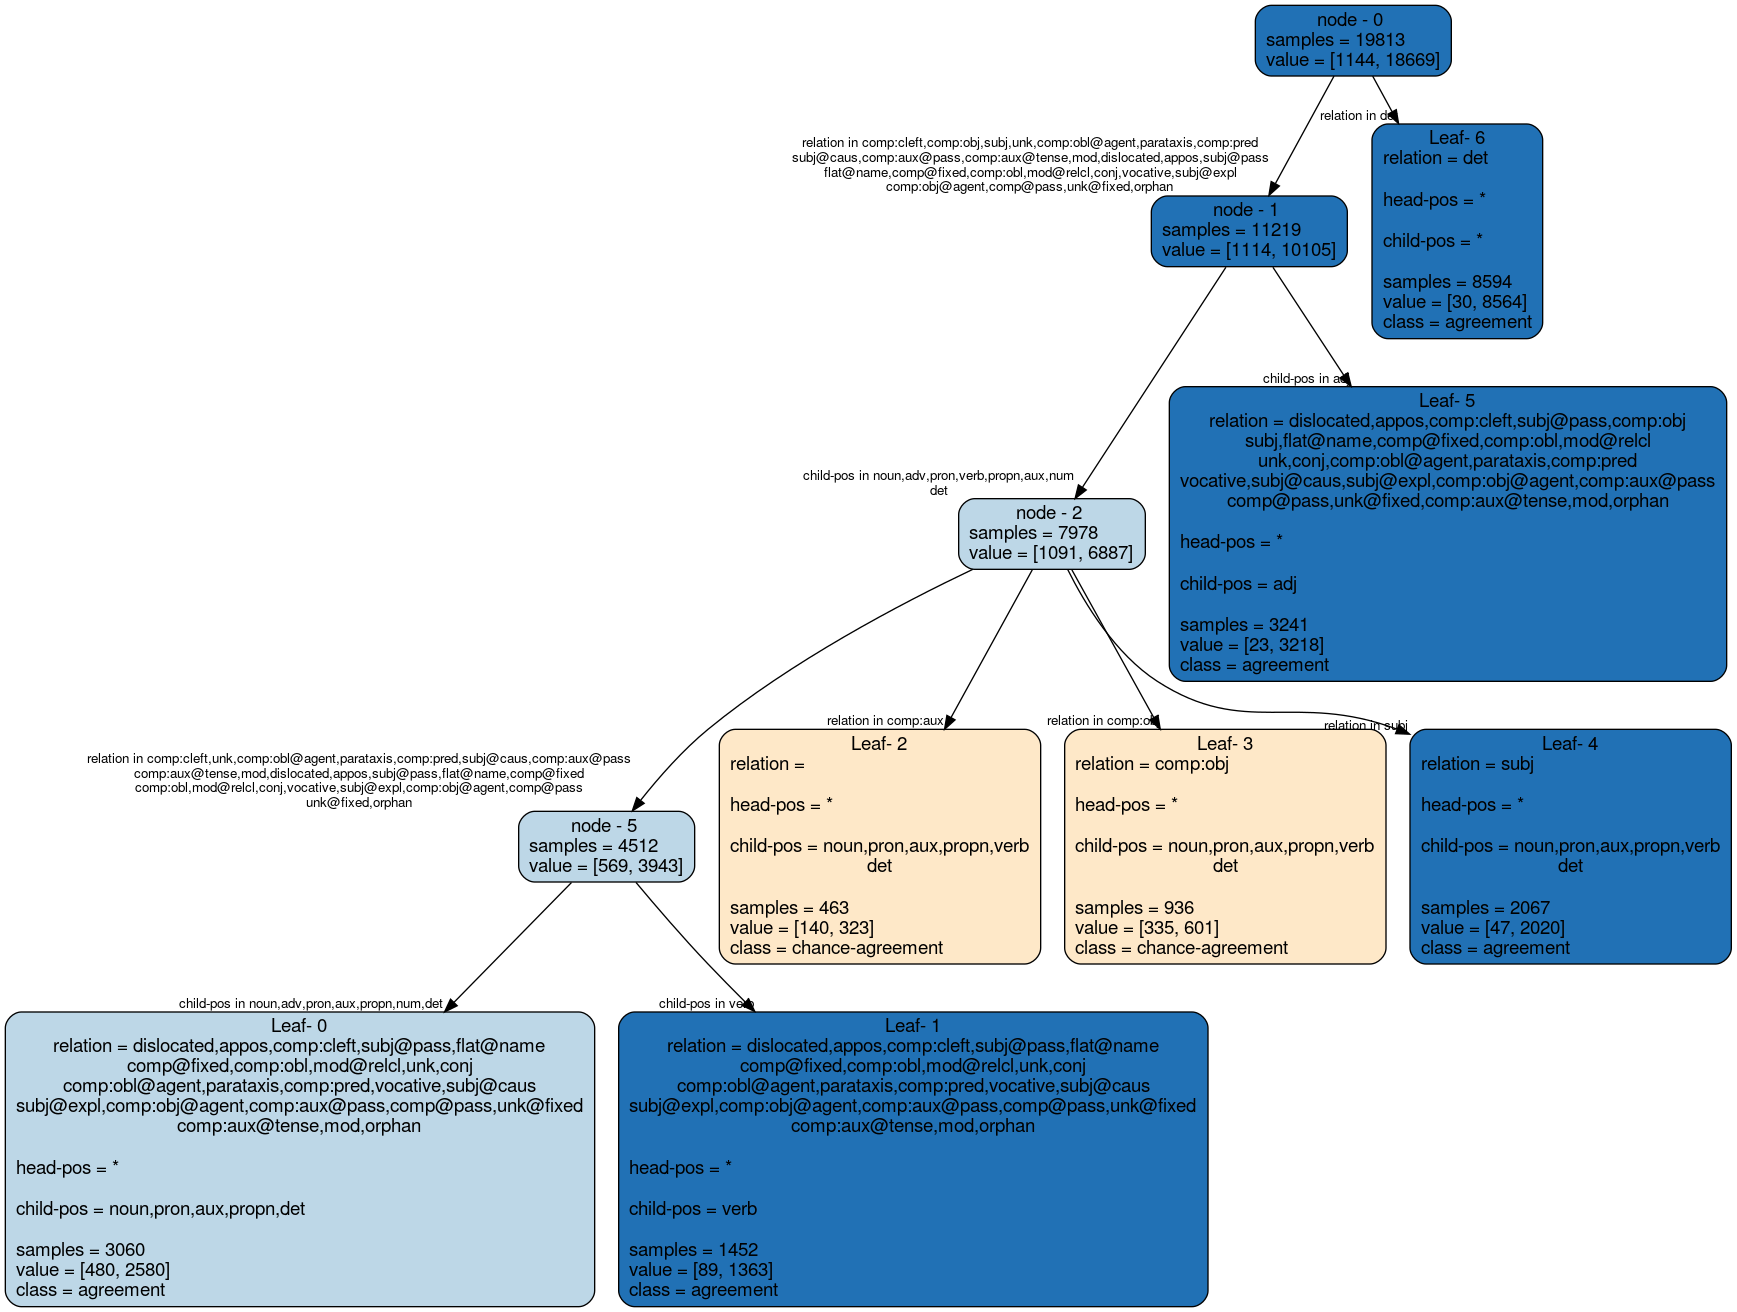 node - 0
samples = 19813
value = [1144, 18669]
relation in det
Leaf- 6
relation = det
head-pos = *
child-pos = *
samples = 8594
value = [30, 8564]
class = agreement
relation in comp:cleft,comp:obj,subj,unk,comp:obl@agent,parataxis,comp:pred
subj@caus,comp:aux@pass,comp:aux@tense,mod,dislocated,appos,subj@pass
flat@name,comp@fixed,comp:obl,mod@relcl,conj,vocative,subj@expl
comp:obj@agent,comp@pass,unk@fixed,orphan
node - 1
samples = 11219
value = [1114, 10105]
child-pos in adj
Leaf- 5
relation = dislocated,appos,comp:cleft,subj@pass,comp:obj
subj,flat@name,comp@fixed,comp:obl,mod@relcl
unk,conj,comp:obl@agent,parataxis,comp:pred
vocative,subj@caus,subj@expl,comp:obj@agent,comp:aux@pass
comp@pass,unk@fixed,comp:aux@tense,mod,orphan
head-pos = *
child-pos = adj
samples = 3241
value = [23, 3218]
class = agreement
child-pos in noun,adv,pron,verb,propn,aux,num
det
node - 2
samples = 7978
value = [1091, 6887]
relation in comp:cleft,unk,comp:obl@agent,parataxis,comp:pred,subj@caus,comp:aux@pass
comp:aux@tense,mod,dislocated,appos,subj@pass,flat@name,comp@fixed
comp:obl,mod@relcl,conj,vocative,subj@expl,comp:obj@agent,comp@pass
unk@fixed,orphan
node - 5
samples = 4512
value = [569, 3943]
relation in comp:aux
Leaf- 2
relation =
head-pos = *
child-pos = noun,pron,aux,propn,verb
det
samples = 463
value = [140, 323]
class = chance-agreement
relation in comp:obj
Leaf- 3
relation = comp:obj
head-pos = *
child-pos = noun,pron,aux,propn,verb
det
samples = 936
value = [335, 601]
class = chance-agreement
relation in subj
Leaf- 4
relation = subj
head-pos = *
child-pos = noun,pron,aux,propn,verb
det
samples = 2067
value = [47, 2020]
class = agreement
child-pos in noun,adv,pron,aux,propn,num,det
Leaf- 0
relation = dislocated,appos,comp:cleft,subj@pass,flat@name
comp@fixed,comp:obl,mod@relcl,unk,conj
comp:obl@agent,parataxis,comp:pred,vocative,subj@caus
subj@expl,comp:obj@agent,comp:aux@pass,comp@pass,unk@fixed
comp:aux@tense,mod,orphan
head-pos = *
child-pos = noun,pron,aux,propn,det
samples = 3060
value = [480, 2580]
class = agreement
child-pos in verb
Leaf- 1
relation = dislocated,appos,comp:cleft,subj@pass,flat@name
comp@fixed,comp:obl,mod@relcl,unk,conj
comp:obl@agent,parataxis,comp:pred,vocative,subj@caus
subj@expl,comp:obj@agent,comp:aux@pass,comp@pass,unk@fixed
comp:aux@tense,mod,orphan
head-pos = *
child-pos = verb
samples = 1452
value = [89, 1363]
class = agreement